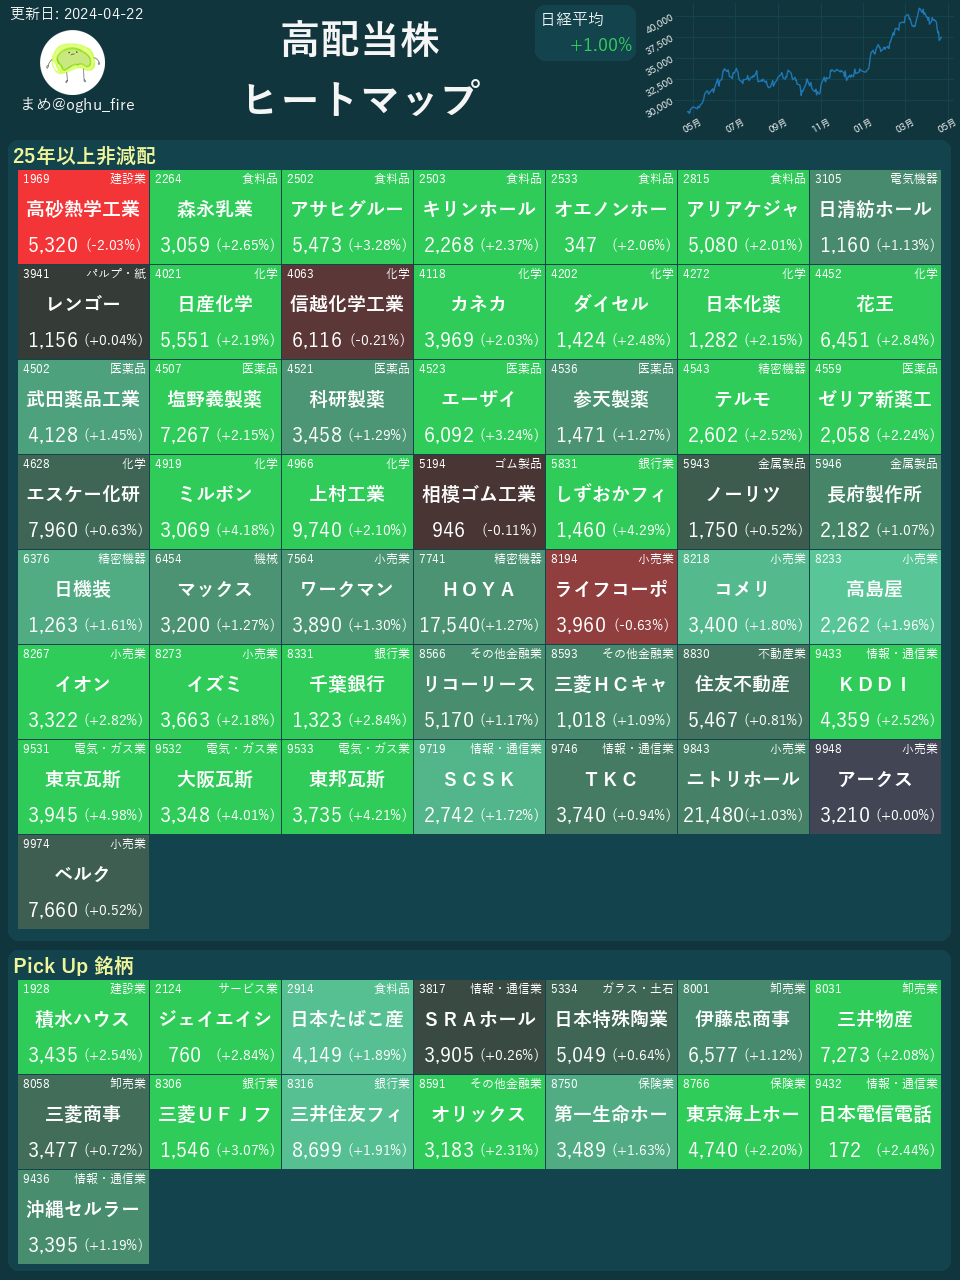 更新日: 2024-04-22
まめ@oghu_fire
高配当株
ヒートマップ
日経平均
+1.00%
40,000
37,500
35,000
32,500
30,000
05月 07月 09月 11月 01月 03月 05月
25年以上非減配
1969 建設業 2264 食料品 2502 食料品 2503 食料品 2533 食料品 2815 食料品 3105 電気機器
高砂熱学工業 森永乳業 アサヒグルー キリンホール オエノンホー アリアケジャ 日清紡ホール
5,320 (-2.03%) 3,059 (+2.65%) 5,473 (+3.28%) 2,268 (+2.37%) 347 (+2.06%) 5,080 (+2.01%) 1,160 (+1.13%)
3941 パルプ・紙 4021 化学 4063 化学 4118 化学 4202 化学 4272 化学 4452 化学
レンゴー 日産化学 信越化学工業 カネカ ダイセル 日本化薬 花王
1,156 (+0.04%) 5,551 (+2.19%) 6,116 (-0.21%) 3,969 (+2.03%) 1,424 (+2.48%) 1,282 (+2.15%) 6,451 (+2.84%)
4502 医薬品 4507 医薬品 4521 医薬品 4523 医薬品 4536 医薬品 4543 精密機器 4559 医薬品
武田薬品工業 塩野義製薬 科研製薬 エーザイ 参天製薬 テルモ ゼリア新薬工
4,128 (+1.45%) 7,267 (+2.15%) 3,458 (+1.29%) 6,092 (+3.24%) 1,471 (+1.27%) 2,602 (+2.52%) 2,058 (+2.24%)
4628 化学 4919 化学 4966 化学 5194 ゴム製品 5831 銀行業 5943 金属製品 5946 金属製品
エスケー化研 ミルボン 上村工業 相模ゴム工業 しずおかフィ ノーリツ 長府製作所
7,960 (+0.63%) 3,069 (+4.18%) 9,740 (+2.10%) 946 (-0.11%) 1,460 (+4.29%) 1,750 (+0.52%) 2,182 (+1.07%)
6376 精密機器 6454 機械 7564 小売業 7741 精密機器 8194 小売業 8218 小売業 8233 小売業
日機装 マックス ワークマン ＨＯＹＡ ライフコーポ コメリ 高島屋
1,263 (+1.61%) 3,200 (+1.27%) 3,890 (+1.30%) 17,540(+1.27%) 3,960 (-0.63%) 3,400 (+1.80%) 2,262 (+1.96%)
8267 小売業 8273 小売業 8331 銀行業 8566 その他金融業 8593 その他金融業 8830 不動産業 9433 情報・通信業
イオン イズミ 千葉銀行 リコーリース 三菱ＨＣキャ 住友不動産 ＫＤＤＩ
3,322 (+2.82%) 3,663 (+2.18%) 1,323 (+2.84%) 5,170 (+1.17%) 1,018 (+1.09%) 5,467 (+0.81%) 4,359 (+2.52%)
9531 電気・ガス業 9532 電気・ガス業 9533 電気・ガス業 9719 情報・通信業 9746 情報・通信業 9843 小売業 9948 小売業
東京瓦斯 大阪瓦斯 東邦瓦斯 ＳＣＳＫ ＴＫＣ ニトリホール アークス
3,945 (+4.98%) 3,348 (+4.01%) 3,735 (+4.21%) 2,742 (+1.72%) 3,740 (+0.94%) 21,480(+1.03%) 3,210 (+0.00%)
9974 小売業
ベルク
7,660 (+0.52%)
Pick Up 銘柄
1928 建設業 2124 サービス業 2914 食料品 3817 情報・通信業 5334 ガラス・土石 8001 卸売業 8031 卸売業
積水ハウス ジェイエイシ 日本たばこ産 ＳＲＡホール 日本特殊陶業 伊藤忠商事 三井物産
3,435 (+2.54%) 760 (+2.84%) 4,149 (+1.89%) 3,905 (+0.26%) 5,049 (+0.64%) 6,577 (+1.12%) 7,273 (+2.08%)
8058 卸売業 8306 銀行業 8316 銀行業 8591 その他金融業 8750 保険業 8766 保険業 9432 情報・通信業
三菱商事 三菱ＵＦＪフ 三井住友フィ オリックス 第一生命ホー 東京海上ホー 日本電信電話
3,477 (+0.72%) 1,546 (+3.07%) 8,699 (+1.91%) 3,183 (+2.31%) 3,489 (+1.63%) 4,740 (+2.20%) 172 (+2.44%)
9436 情報・通信業
沖縄セルラー
3,395 (+1.19%)